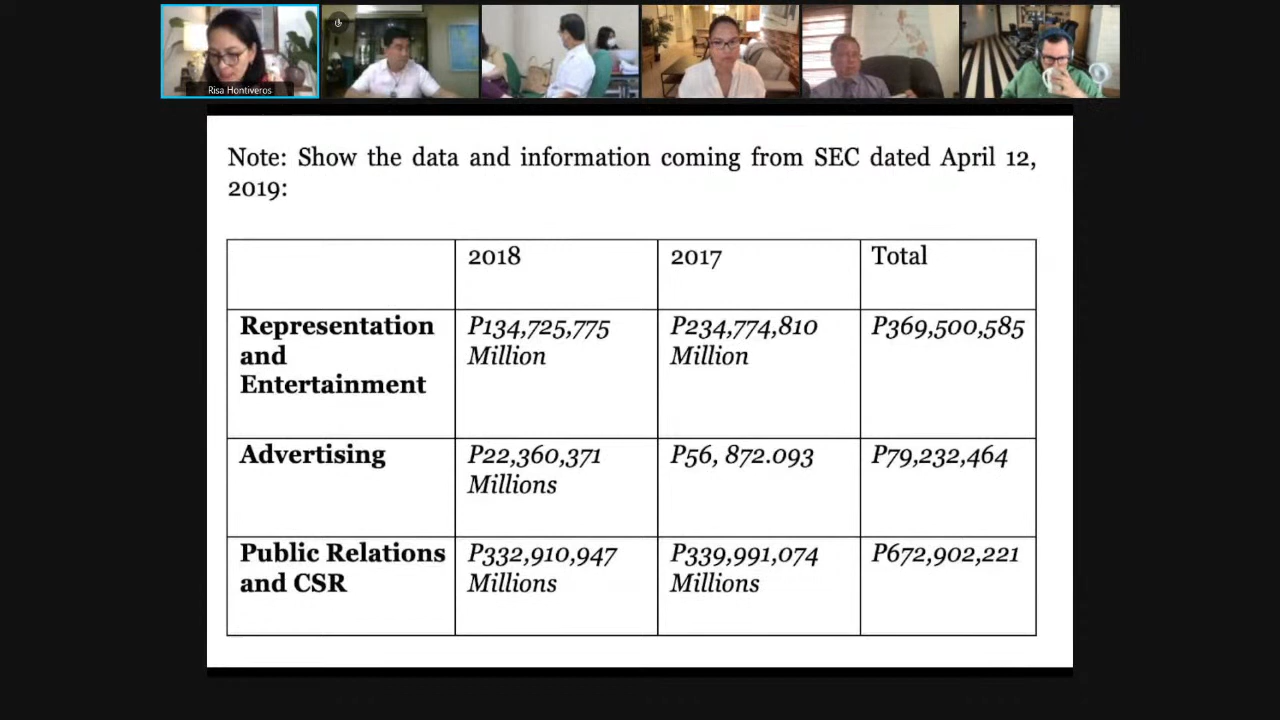 Risa Hontiveros
Note: Show the data and information coming from SEC dated April 12,
2019:
2018
2017
Total
Representation
and
Entertainment
P134,725,775
Million
P234,774,810
Million
P369,500,585
Advertising
P22,360,371
Millions
P56, 872.093
P79,232,464
Public Relations
and CSR
P332,910,947
Millions
P339,991,074
Millions
P672,902,221